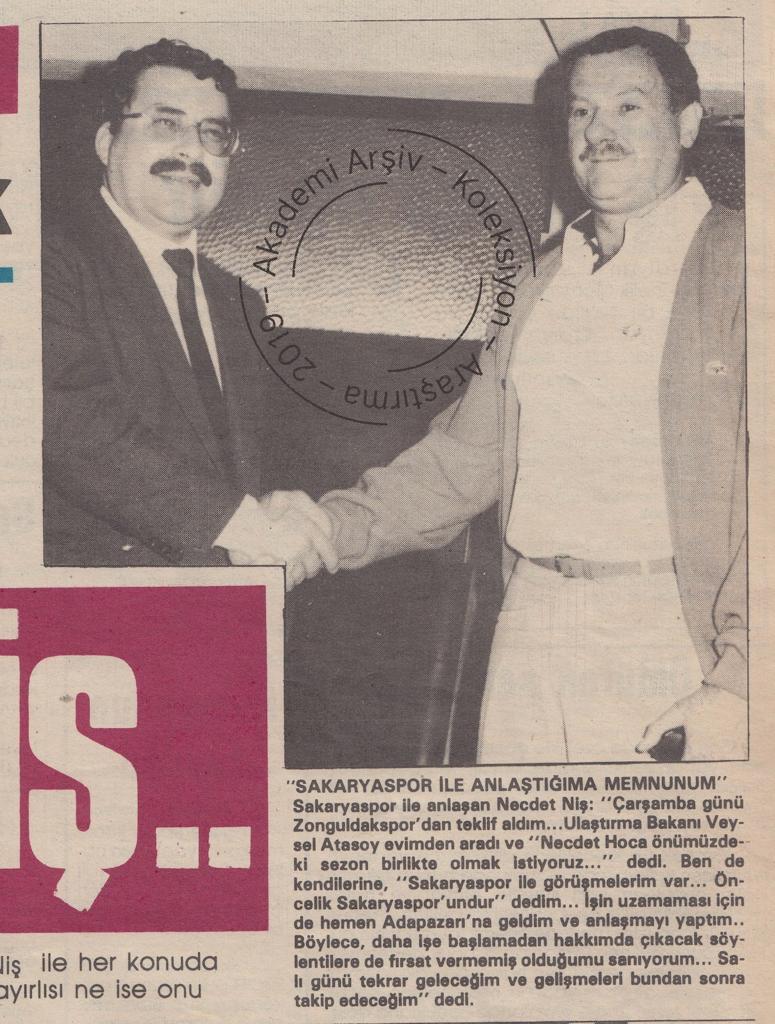 Akademi Arşiv – Koleksiyon – Araştırma – 2019 –
İŞ..
"SAKARYASPOR İLE ANLAŞTIĞIMA MEMNUNUM"
Sakaryaspor ile anlaşan Necdet Niş: "Çarşamba günü
Zonguldakspor'dan teklif aldım...Ulaştırma Bakanı Vey-
sel Atasoy evimden aradı ve "Necdet Hoca önümüzde-
ki sezon birlikte olmak istiyoruz..." dedi. Ben de
kendilerine, "Sakaryaspor ile görüşmelerim var... Ön-
celik Sakaryaspor'undur" dedim... İşin uzamaması için
de hemen Adapazarı'na geldim ve anlaşmayı yaptım..
Böylece, daha işe başlamadan hakkımda çıkacak söy-
lentilere de fırsat vermemiş olduğumu sanıyorum... Sa-
lı günü tekrar geleceğim ve gelişmeleri bundan sonra
takip edeceğim" dedi.
Niş ile her konuda
ayırlısı ne ise onu